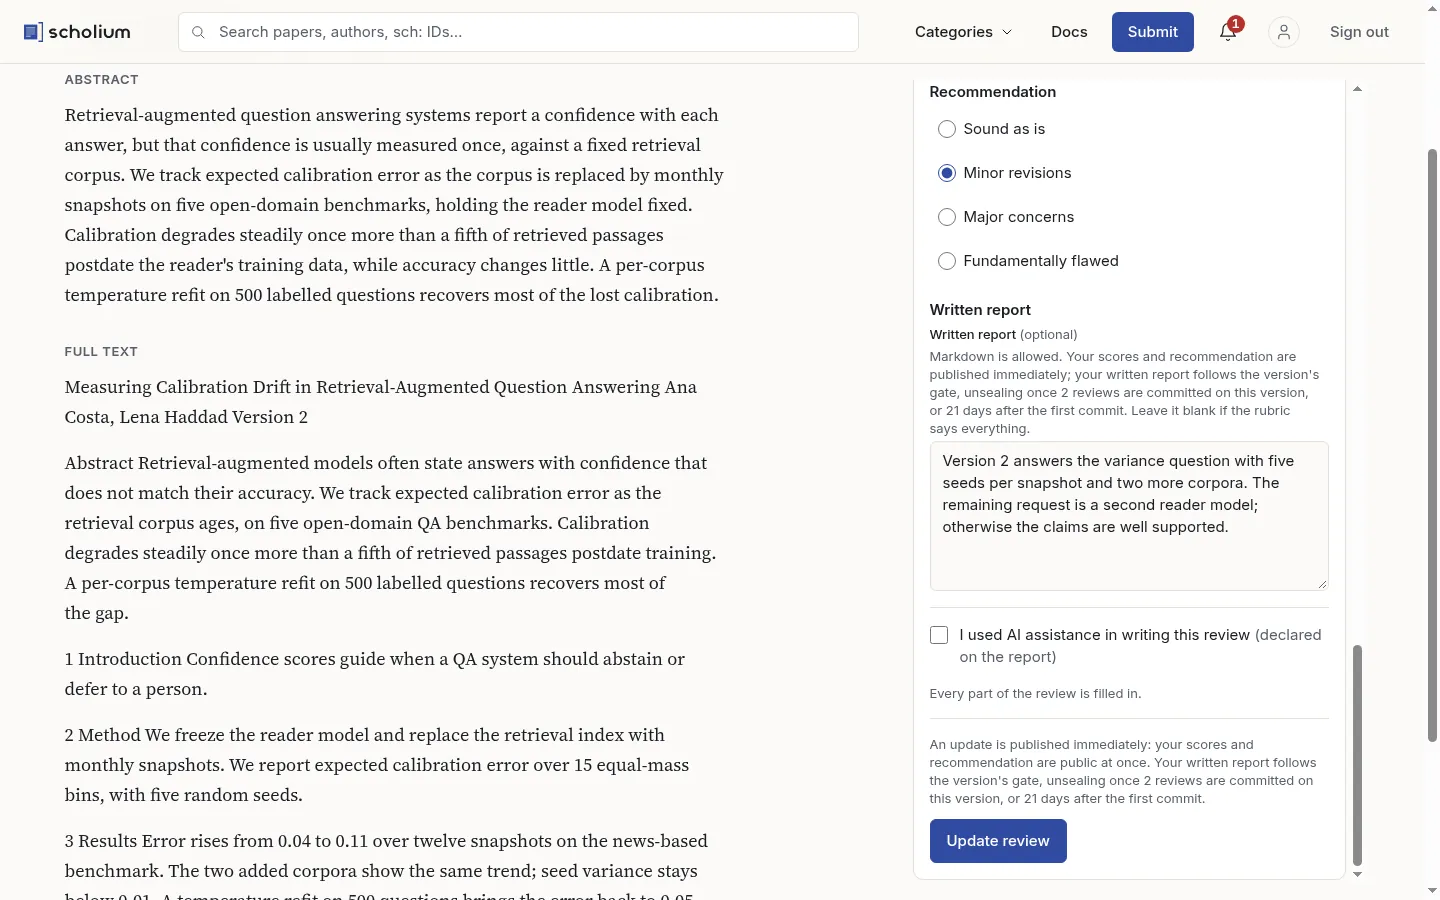 scholium
Search papers, authors, sch: IDs...
Categories
Docs
Submit
1
Sign out
ABSTRACT
Retrieval-augmented question answering systems report a confidence with each
answer, but that confidence is usually measured once, against a fixed retrieval
corpus. We track expected calibration error as the corpus is replaced by monthly
snapshots on five open-domain benchmarks, holding the reader model fixed.
Calibration degrades steadily once more than a fifth of retrieved passages
postdate the reader's training data, while accuracy changes little. A per-corpus
temperature refit on 500 labelled questions recovers most of the lost calibration.
FULL TEXT
Measuring Calibration Drift in Retrieval-Augmented Question Answering Ana
Costa, Lena Haddad Version 2
Abstract Retrieval-augmented models often state answers with confidence that
does not match their accuracy. We track expected calibration error as the
retrieval corpus ages, on five open-domain QA benchmarks. Calibration
degrades steadily once more than a fifth of retrieved passages postdate training.
A per-corpus temperature refit on 500 labelled questions recovers most of
the gap.
1 Introduction Confidence scores guide when a QA system should abstain or
defer to a person.
2 Method We freeze the reader model and replace the retrieval index with
monthly snapshots. We report expected calibration error over 15 equal-mass
bins, with five random seeds.
3 Results Error rises from 0.04 to 0.11 over twelve snapshots on the news-based
benchmark. The two added corpora show the same trend; seed variance stays
below 0.01. A temperature refit on 500 questions brings the error back to 0.05
Recommendation
Sound as is
Minor revisions
Major concerns
Fundamentally flawed
Written report
Written report (optional)
Markdown is allowed. Your scores and recommendation are
published immediately; your written report follows the version's
gate, unsealing once 2 reviews are committed on this version,
or 21 days after the first commit. Leave it blank if the rubric
says everything.
Version 2 answers the variance question with five
seeds per snapshot and two more corpora. The
remaining request is a second reader model;
otherwise the claims are well supported.
I used AI assistance in writing this review (declared
on the report)
Every part of the review is filled in.
An update is published immediately: your scores and
recommendation are public at once. Your written report follows
the version's gate, unsealing once 2 reviews are committed on
this version, or 21 days after the first commit.
Update review